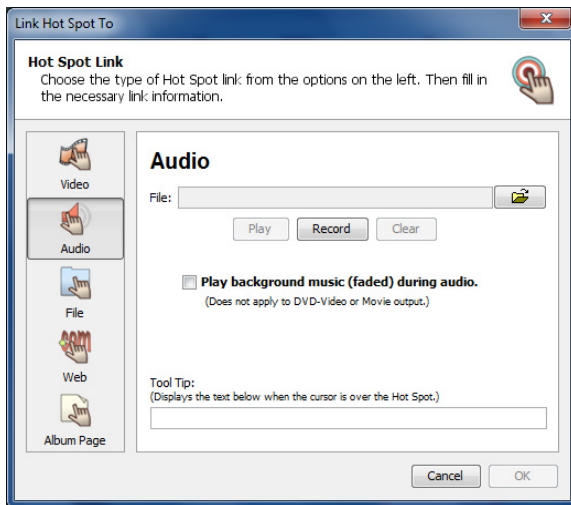 Link Hot Spot To
Hot Spot Link
Choose the type of Hot Spot link from the options on the left. Then fill in
the necessary link information.
Video
Audio
File
Web
Album Page
Audio
File:
Play Record Clear
Play background music (faded) during audio.
(Does not apply to DVD-Video or Movie output.)
Tool Tip:
(Displays the text below when the cursor is over the Hot Spot.)
Cancel OK